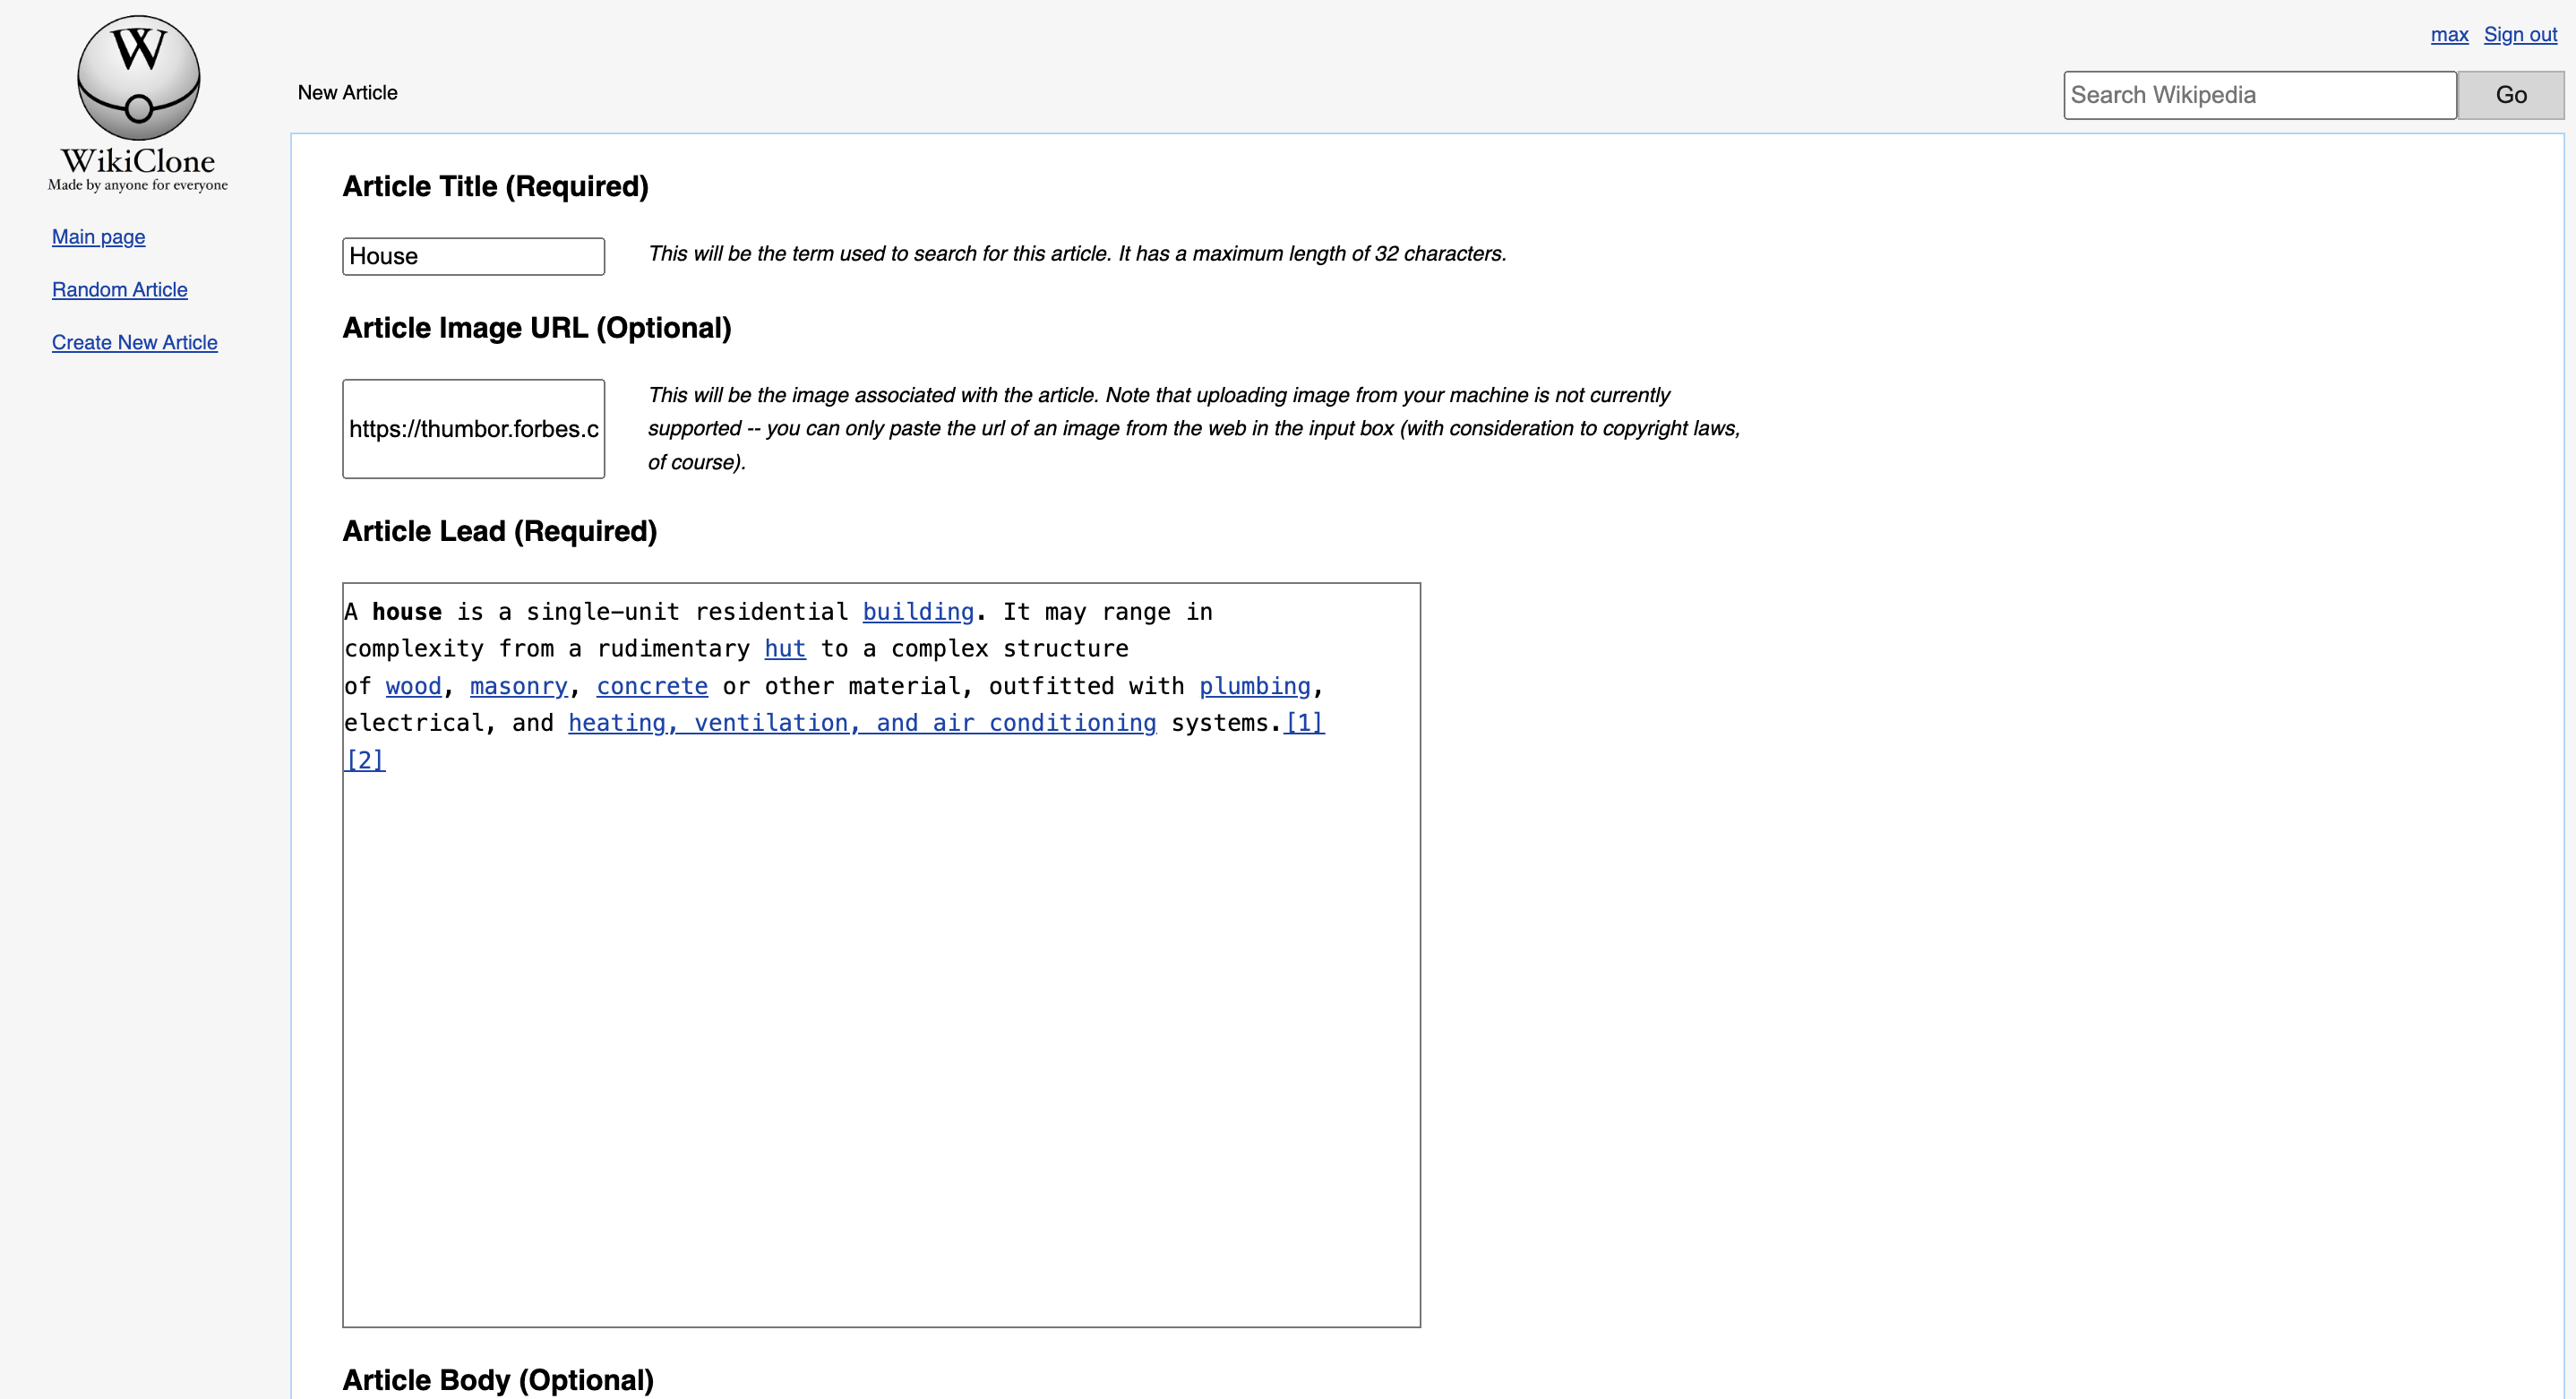 W
WikiClone
Made by anyone for everyone
Main page
Random Article
Create New Article
max Sign out
New Article
Search Wikipedia Go
Article Title (Required)
House
This will be the term used to search for this article. It has a maximum length of 32 characters.
Article Image URL (Optional)
https://thumbor.forbes.c
This will be the image associated with the article. Note that uploading image from your machine is not currently
supported -- you can only paste the url of an image from the web in the input box (with consideration to copyright laws,
of course).
Article Lead (Required)
A house is a single-unit residential building. It may range in
complexity from a rudimentary hut to a complex structure
of wood, masonry, concrete or other material, outfitted with plumbing,
electrical, and heating, ventilation, and air conditioning systems.[1]
[2]
Article Body (Optional)